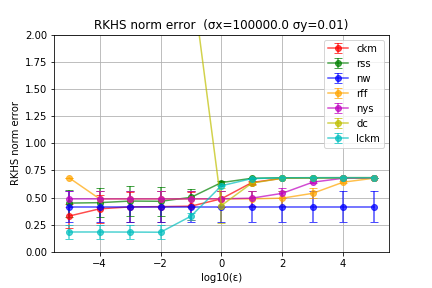 RKHS norm error (σx=100000.0 σy=0.01)
2.00
1.75
1.50
1.25
1.00
0.75
0.50
0.25
0.00
RKHS norm error
ckm
rss
nw
rff
nys
dc
lckm
−4 −2 0 2 4
log10(ε)